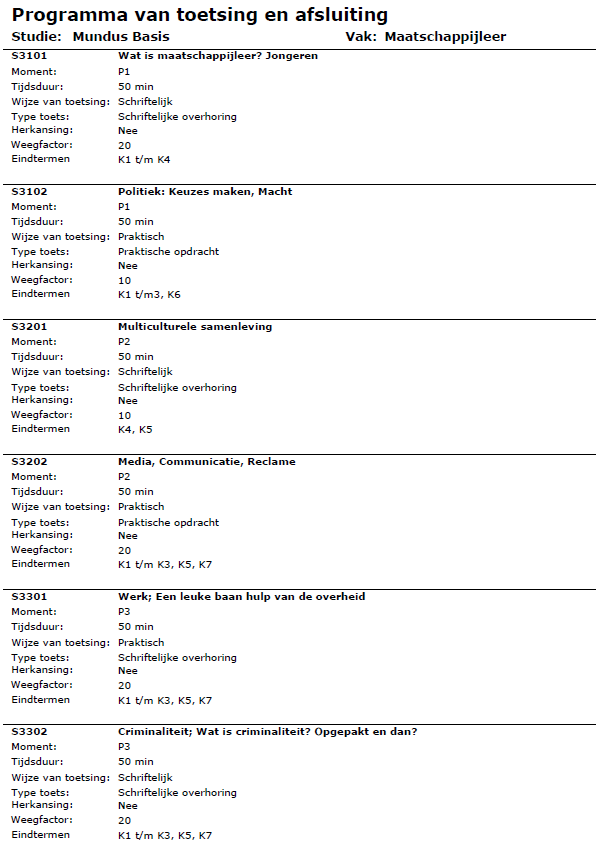 Programma van toetsing en afsluiting
Studie: Mundus Basis Vak: Maatschappijleer
S3101 Wat is maatschappijleer? Jongeren
Moment: P1
Tijdsduur: 50 min
Wijze van toetsing: Schriftelijk
Type toets: Schriftelijke overhoring
Herkansing: Nee
Weegfactor: 20
Eindtermen K1 t/m K4
S3102 Politiek: Keuzes maken, Macht
Moment: P1
Tijdsduur: 50 min
Wijze van toetsing: Praktisch
Type toets: Praktische opdracht
Herkansing: Nee
Weegfactor: 10
Eindtermen K1 t/m3, K6
S3201 Multiculturele samenleving
Moment: P2
Tijdsduur: 50 min
Wijze van toetsing: Schriftelijk
Type toets: Schriftelijke overhoring
Herkansing: Nee
Weegfactor: 10
Eindtermen K4, K5
S3202 Media, Communicatie, Reclame
Moment: P2
Tijdsduur: 50 min
Wijze van toetsing: Praktisch
Type toets: Praktische opdracht
Herkansing: Nee
Weegfactor: 20
Eindtermen K1 t/m K3, K5, K7
S3301 Werk; Een leuke baan hulp van de overheid
Moment: P3
Tijdsduur: 50 min
Wijze van toetsing: Praktisch
Type toets: Schriftelijke overhoring
Herkansing: Nee
Weegfactor: 20
Eindtermen K1 t/m K3, K5, K7
S3302 Criminaliteit; Wat is criminaliteit? Opgepakt en dan?
Moment: P3
Tijdsduur: 50 min
Wijze van toetsing: Schriftelijk
Type toets: Schriftelijke overhoring
Herkansing: Nee
Weegfactor: 20
Eindtermen K1 t/m K3, K5, K7